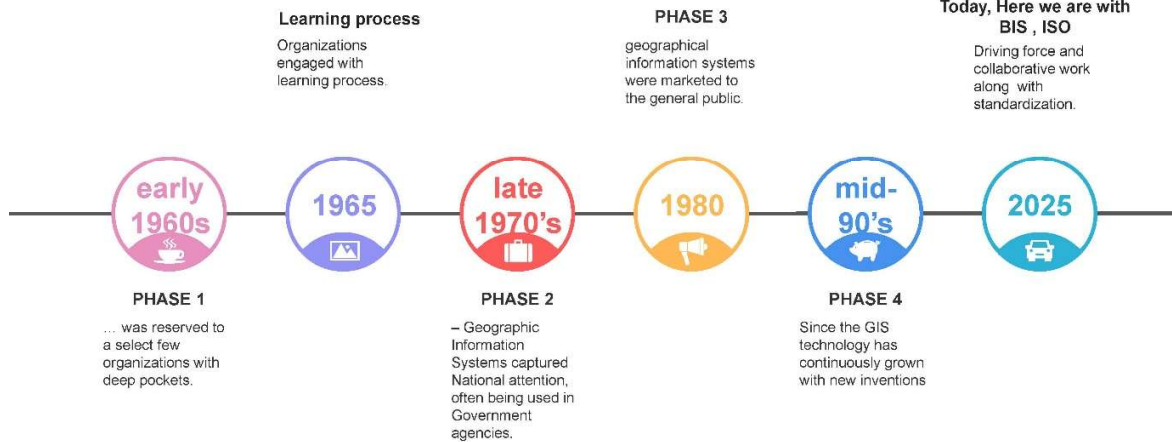 Learning process
Organizations
engaged with
learning process.
PHASE 3
geographical
information systems
were marketed to
the general public.
Today, Here we are with
BIS , ISO
Driving force and
collaborative work
along with
standardization.
early
1960s
1965
late
1970’s
1980
mid-
90’s
2025
PHASE 1
... was reserved to
a select few
organizations with
deep pockets.
PHASE 2
– Geographic
Information
Systems captured
National attention,
often being used in
Government
agencies.
PHASE 4
Since the GIS
technology has
continuously grown
with new inventions